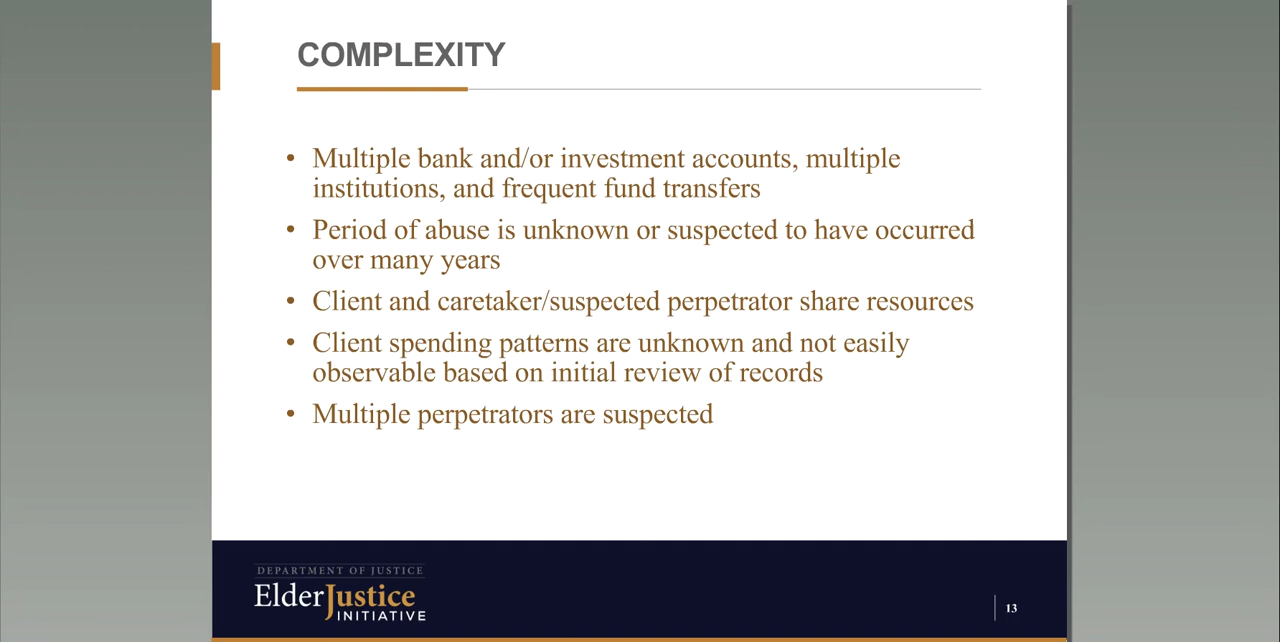 COMPLEXITY
• Multiple bank and/or investment accounts, multiple
institutions, and frequent fund transfers
• Period of abuse is unknown or suspected to have occurred
over many years
• Client and caretaker/suspected perpetrator share resources
• Client spending patterns are unknown and not easily
observable based on initial review of records
• Multiple perpetrators are suspected
DEPARTMENT OF JUSTICE
ElderJustice
INITIATIVE
13